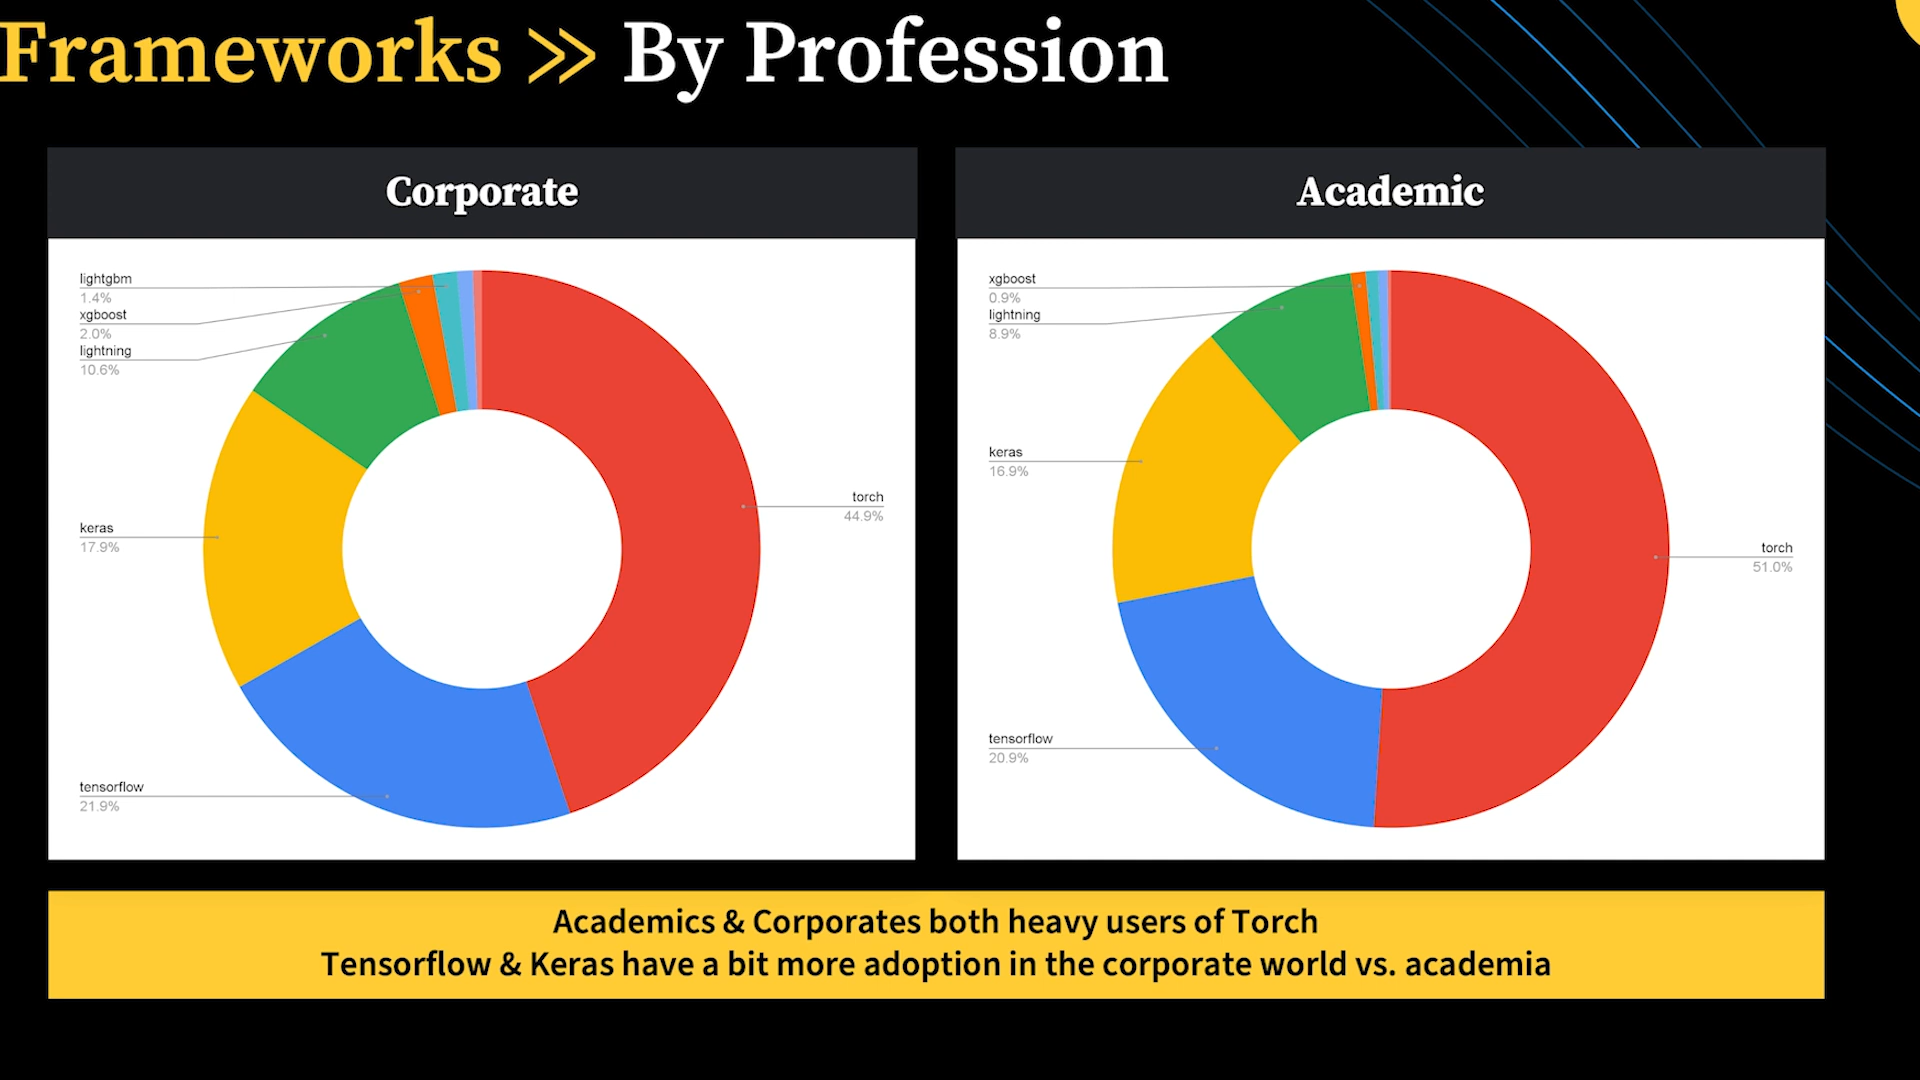 Frameworks >> By Profession
Corporate
lightgbm
1.4%
xgboost
2.0%
lightning
10.6%
keras
17.9%
tensorflow
21.9%
torch
44.9%
Academic
xgboost
0.9%
lightning
8.9%
keras
16.9%
tensorflow
20.9%
torch
51.0%
Academics & Corporates both heavy users of Torch
Tensorflow & Keras have a bit more adoption in the corporate world vs. academia